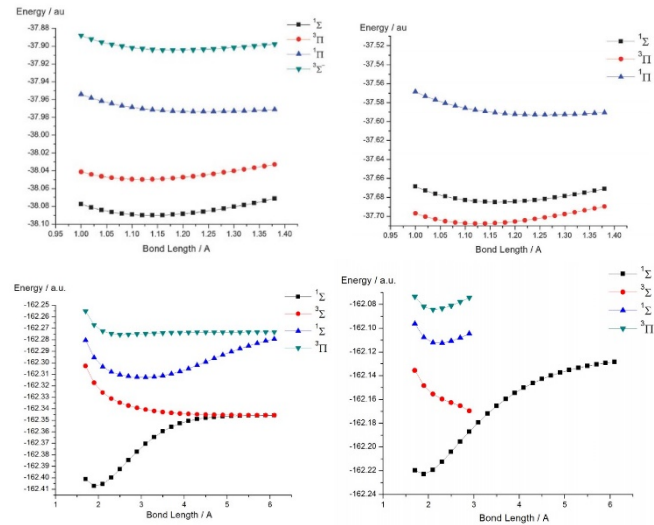 Energy / au
-37.88
-37.90
-37.92
-37.94
-37.96
-37.98
-38.00
-38.02
-38.04
-38.06
-38.08
-38.10
0.95 1.00 1.05 1.10 1.15 1.20 1.25 1.30 1.35 1.40
Bond Length / A
¹Σ
³Π
¹Π
³Σ⁻
Energy / au
-37.52
-37.54
-37.56
-37.58
-37.60
-37.62
-37.64
-37.66
-37.68
-37.70
0.95 1.00 1.05 1.10 1.15 1.20 1.25 1.30 1.35 1.40
Bond Length / A
¹Σ
³Π
¹Π
Energy / a.u.
-162.25
-162.26
-162.27
-162.28
-162.29
-162.30
-162.31
-162.32
-162.33
-162.34
-162.35
-162.36
-162.37
-162.38
-162.39
-162.40
-162.41
1 2 3 4 5 6
Bond Length / A
¹Σ
³Σ
¹Σ
³Π
Energy / a.u.
-162.08
-162.10
-162.12
-162.14
-162.16
-162.18
-162.20
-162.22
-162.24
1 2 3 4 5 6
Bond Length / A
¹Σ
³Σ
¹Σ
³Π